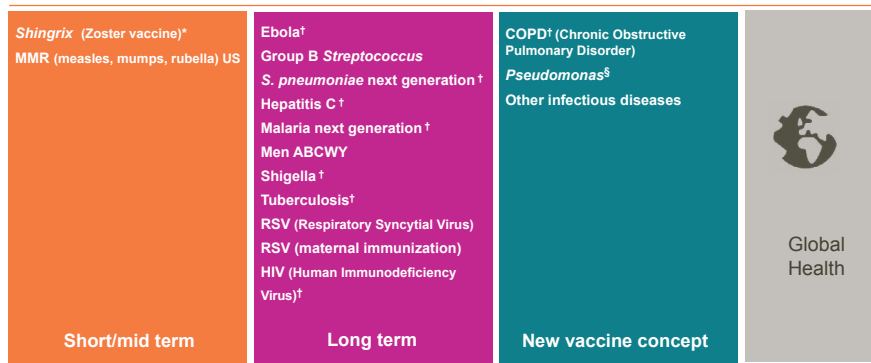 Shingrix (Zoster vaccine)*
MMR (measles, mumps, rubella) US
Short/mid term
Ebola†
Group B Streptococcus
S. pneumoniae next generation †
Hepatitis C †
Malaria next generation †
Men ABCWY
Shigella †
Tuberculosis†
RSV (Respiratory Syncytial Virus)
RSV (maternal immunization)
HIV (Human Immunodeficiency
Virus)†
Long term
COPD† (Chronic Obstructive
Pulmonary Disorder)
Pseudomonas§
Other infectious diseases
New vaccine concept
Global
Health